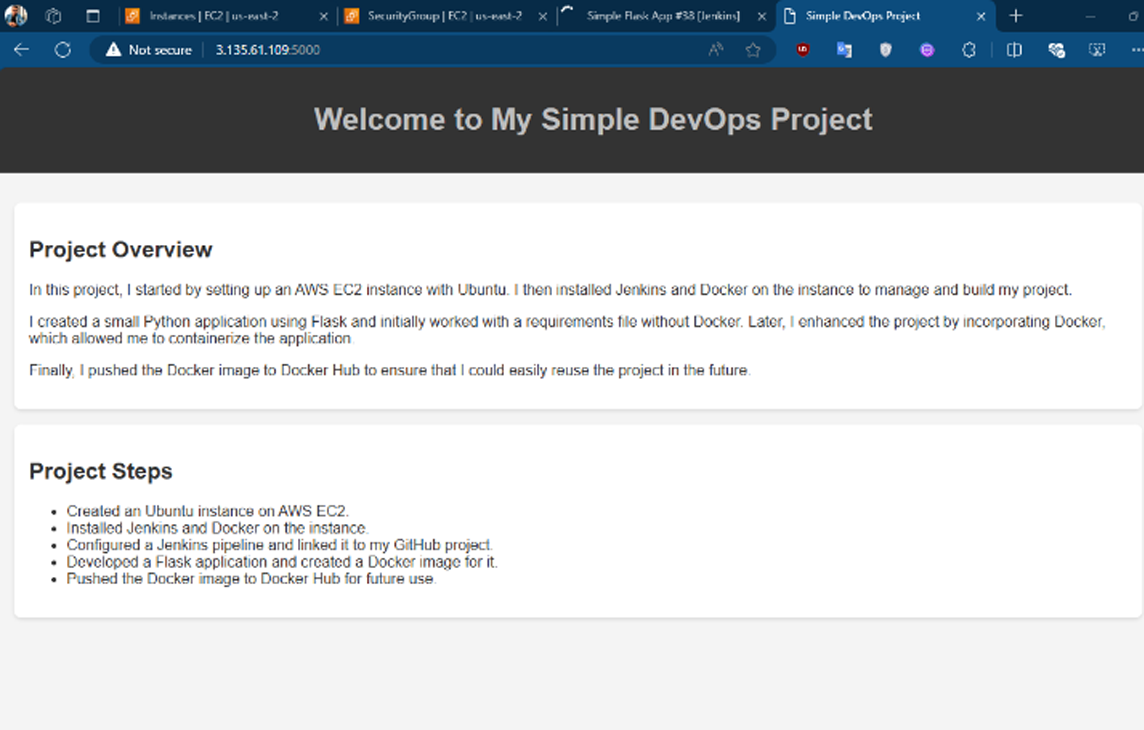 Instances | EC2 | us-east-2
SecurityGroup | EC2 | us-east-2
Simple Flask App #38 [Jenkins]
Simple DevOps Project
Not secure
3.135.61.109:5000
Welcome to My Simple DevOps Project
Project Overview
In this project, I started by setting up an AWS EC2 instance with Ubuntu. I then installed Jenkins and Docker on the instance to manage and build my project.
I created a small Python application using Flask and initially worked with a requirements file without Docker. Later, I enhanced the project by incorporating Docker,
which allowed me to containerize the application.
Finally, I pushed the Docker image to Docker Hub to ensure that I could easily reuse the project in the future.
Project Steps
• Created an Ubuntu instance on AWS EC2.
• Installed Jenkins and Docker on the instance.
• Configured a Jenkins pipeline and linked it to my GitHub project.
• Developed a Flask application and created a Docker image for it.
• Pushed the Docker image to Docker Hub for future use.